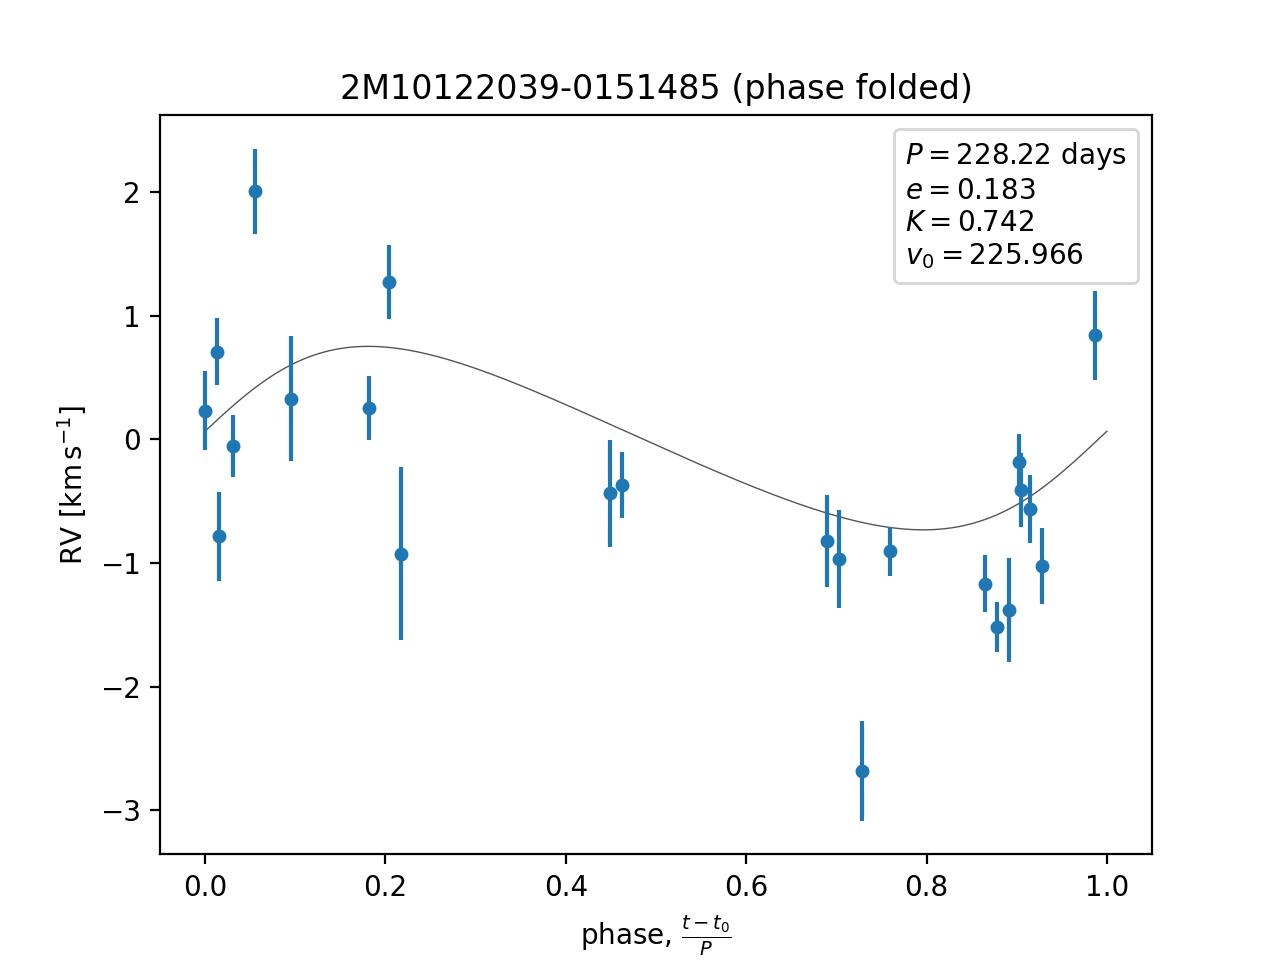 2M10122039-0151485 (phase folded)
P = 228.22 days
e = 0.183
K = 0.742
v₀ = 225.966
RV [km s⁻¹]
2
1
0
−1
−2
−3
0.0 0.2 0.4 0.6 0.8 1.0
phase, (t − t₀)/P